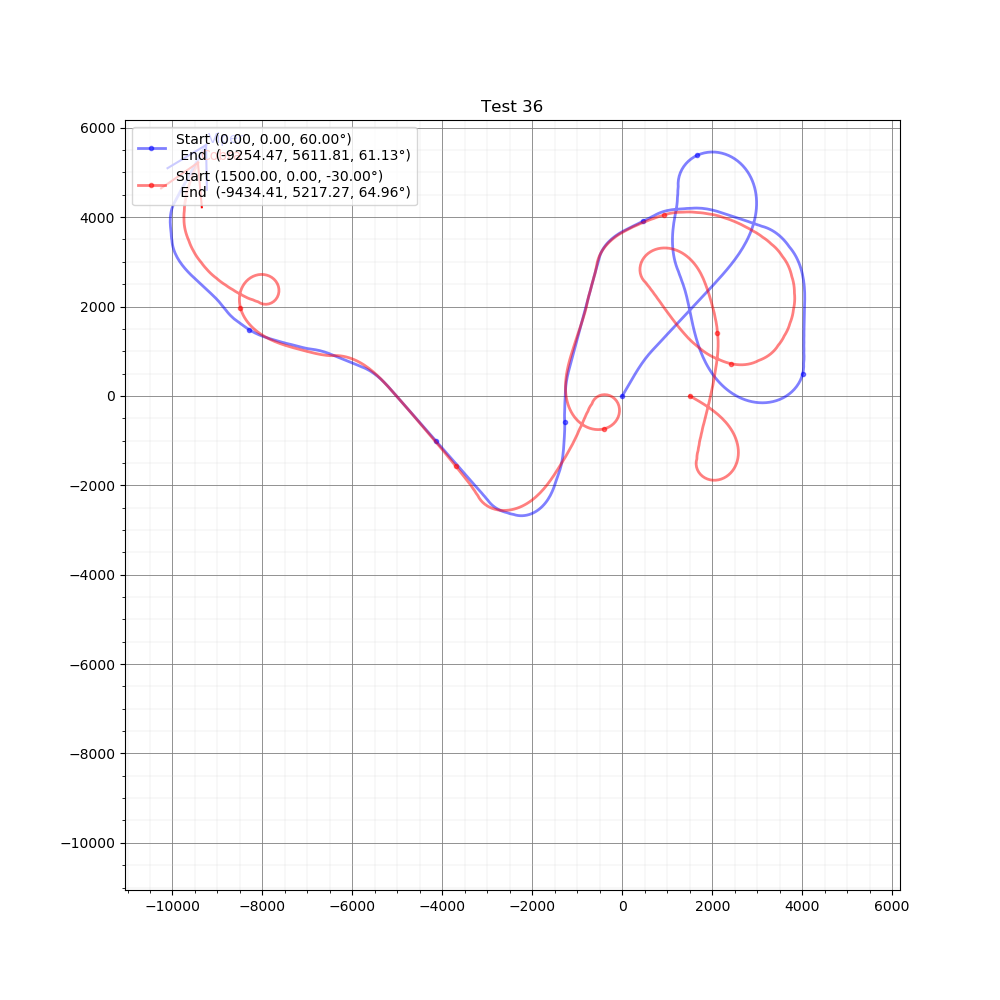 Test 36
Start (0.00, 0.00, 60.00°)
End (-9254.47, 5611.81, 61.13°)
Start (1500.00, 0.00, -30.00°)
End (-9434.41, 5217.27, 64.96°)
6000
4000
2000
0
−2000
−4000
−6000
−8000
−10000
−10000 −8000 −6000 −4000 −2000 0 2000 4000 6000